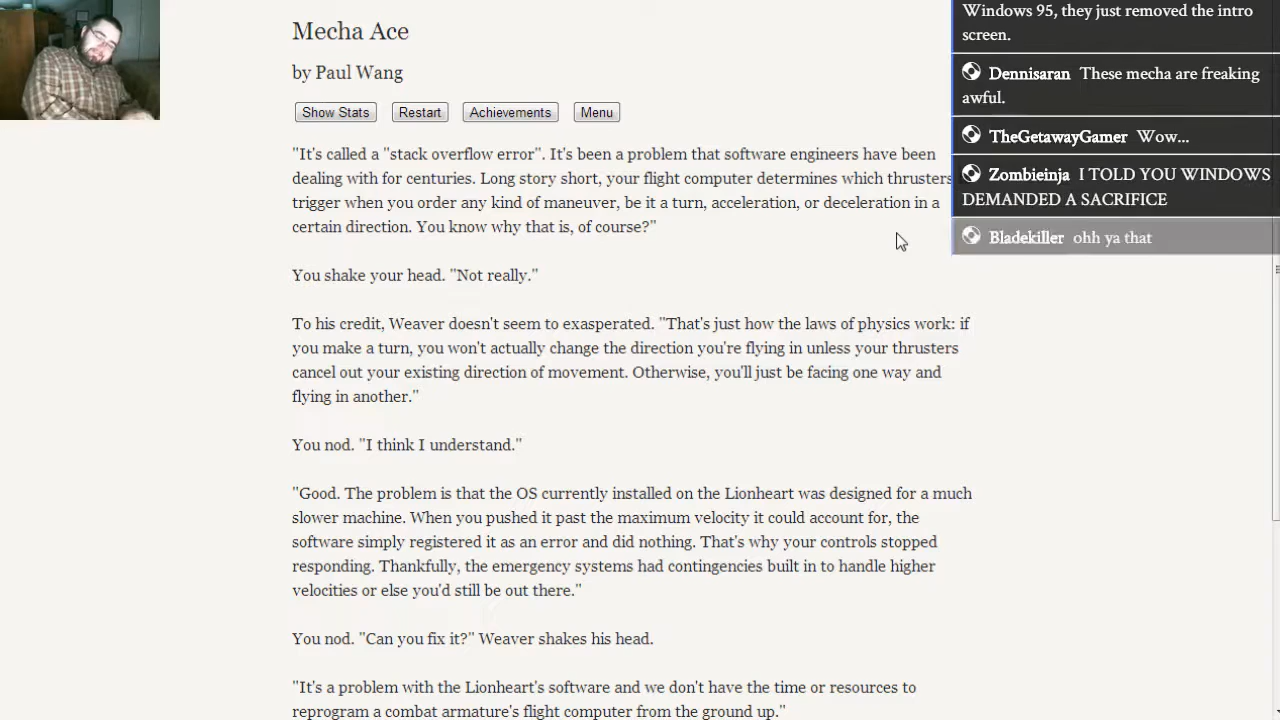 Mecha Ace
by Paul Wang
Show Stats
Restart
Achievements
Menu
"It's called a "stack overflow error". It's been a problem that software engineers have been
dealing with for centuries. Long story short, your flight computer determines which thrusters
trigger when you order any kind of maneuver, be it a turn, acceleration, or deceleration in a
certain direction. You know why that is, of course?"
You shake your head. "Not really."
To his credit, Weaver doesn't seem to exasperated. "That's just how the laws of physics work: if
you make a turn, you won't actually change the direction you're flying in unless your thrusters
cancel out your existing direction of movement. Otherwise, you'll just be facing one way and
flying in another."
You nod. "I think I understand."
"Good. The problem is that the OS currently installed on the Lionheart was designed for a much
slower machine. When you pushed it past the maximum velocity it could account for, the
software simply registered it as an error and did nothing. That's why your controls stopped
responding. Thankfully, the emergency systems had contingencies built in to handle higher
velocities or else you'd still be out there."
You nod. "Can you fix it?" Weaver shakes his head.
"It's a problem with the Lionheart's software and we don't have the time or resources to
reprogram a combat armature's flight computer from the ground up."
Windows 95, they just removed the intro
screen.
Dennisaran These mecha are freaking
awful.
TheGetawayGamer Wow...
Zombieinja I TOLD YOU WINDOWS
DEMANDED A SACRIFICE
Bladekiller ohh ya that